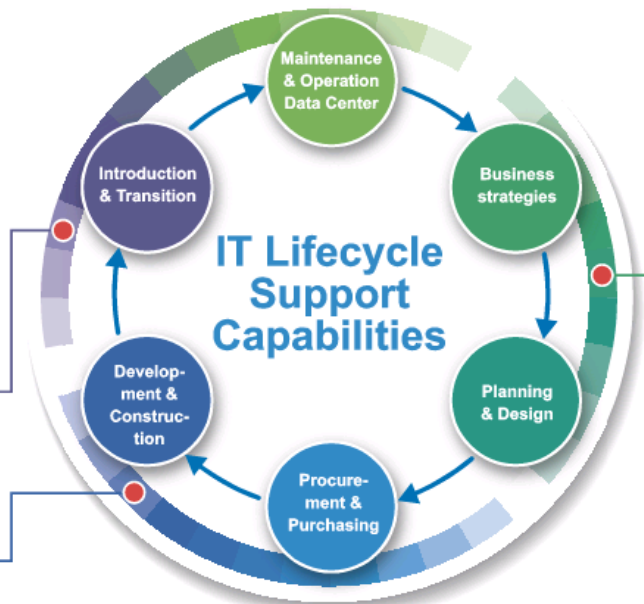 Maintenance
& Operation
Data Center
Business
strategies
Introduction
& Transition
IT Lifecycle
Support
Capabilities
Planning
& Design
Develop-
ment &
Construc-
tion
Procure-
ment &
Purchasing